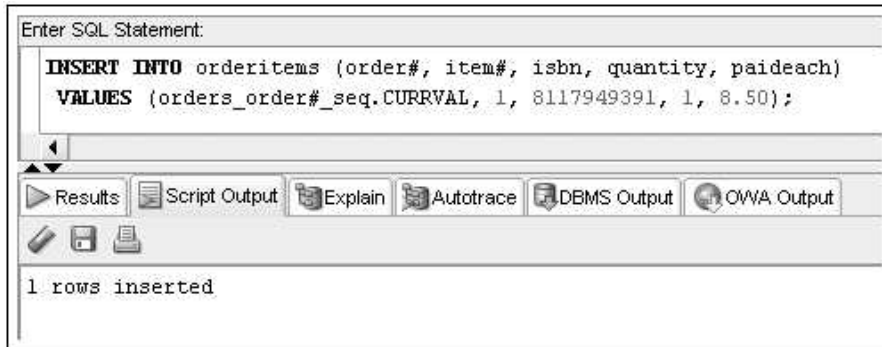 Enter SQL Statement:
INSERT INTO orderitems (order#, item#, isbn, quantity, paideach)
VALUES (orders_order#_seq.CURRVAL, 1, 8117949391, 1, 8.50);
Results Script Output Explain Autotrace DBMS Output OWA Output
1 rows inserted